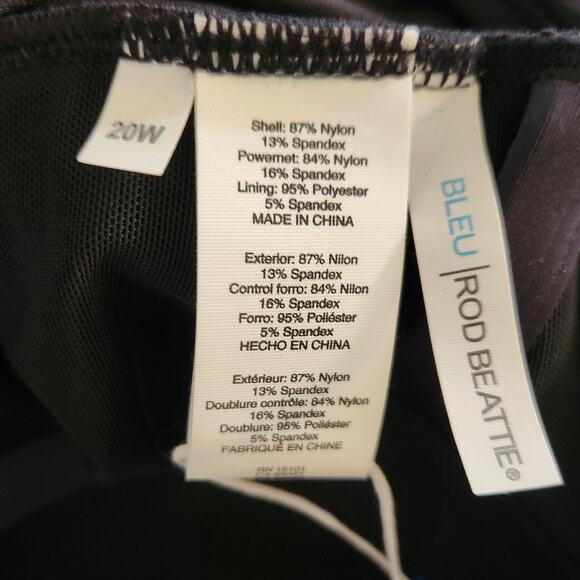 20W
Shell: 87% Nylon
13% Spandex
Powernet: 84% Nylon
16% Spandex
Lining: 95% Polyester
5% Spandex
MADE IN CHINA
Exterior: 87% Nilon
13% Spandex
Control forro: 84% Nilon
16% Spandex
Forro: 95% Poliéster
5% Spandex
HECHO EN CHINA
Extérieur: 87% Nylon
13% Spandex
Doublure contrôle: 84% Nylon
16% Spandex
Doublure: 95% Poliéster
5% Spandex
FABRIQUÉ EN CHINE
RN 15101
BLEU | ROD BEATTIE®